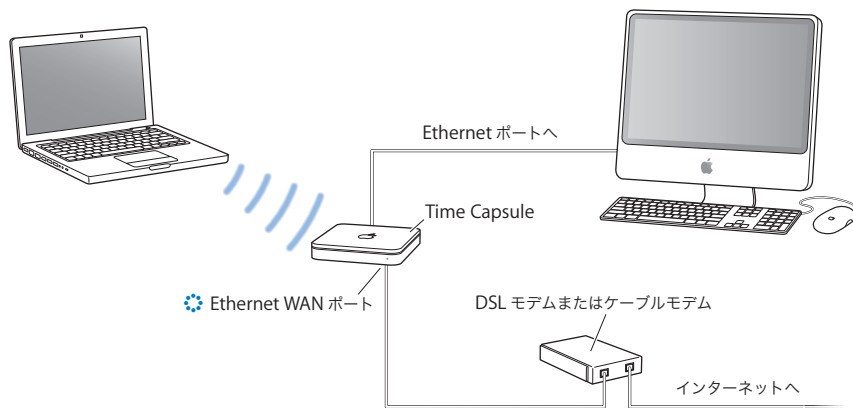 Ethernet ポートへ
Time Capsule
Ethernet WAN ポート
DSL モデムまたはケーブルモデム
インターネットへ